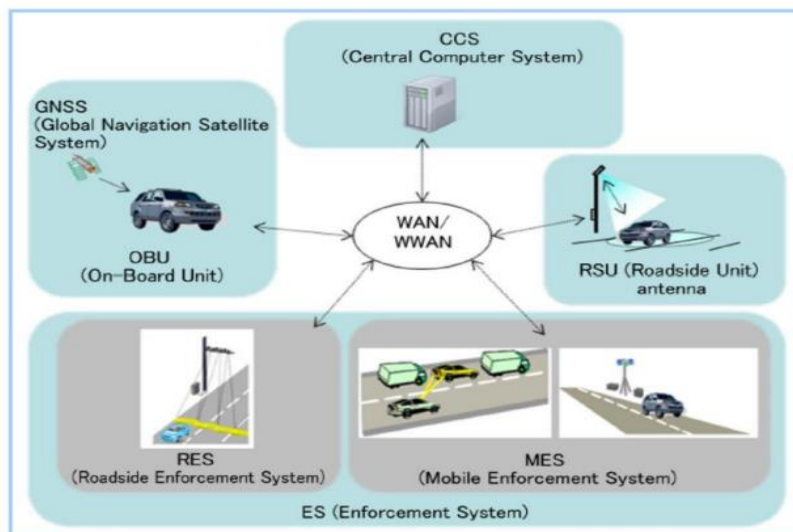 CCS
(Central Computer System)
GNSS
(Global Navigation Satellite
System)
OBU
(On-Board Unit)
WAN/
WWAN
RSU (Roadside Unit)
antenna
RES
(Roadside Enforcement System)
MES
(Mobile Enforcement System)
ES (Enforcement System)